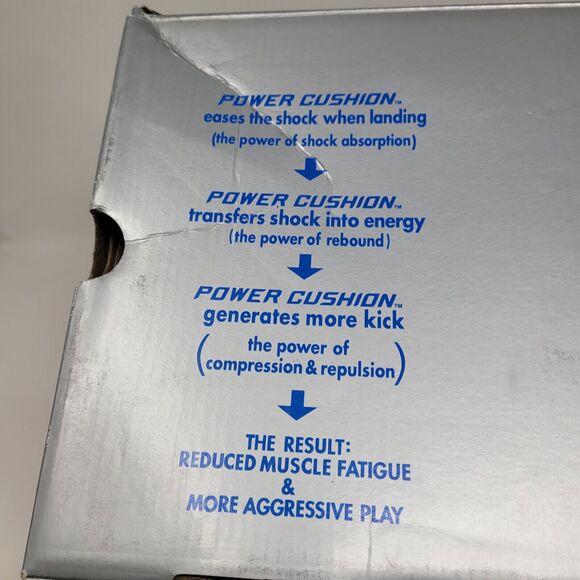 POWER CUSHION™
eases the shock when landing
(the power of shock absorption)
POWER CUSHION™
transfers shock into energy
(the power of rebound)
POWER CUSHION™
generates more kick
(the power of
compression & repulsion)
THE RESULT:
REDUCED MUSCLE FATIGUE
&
MORE AGGRESSIVE PLAY